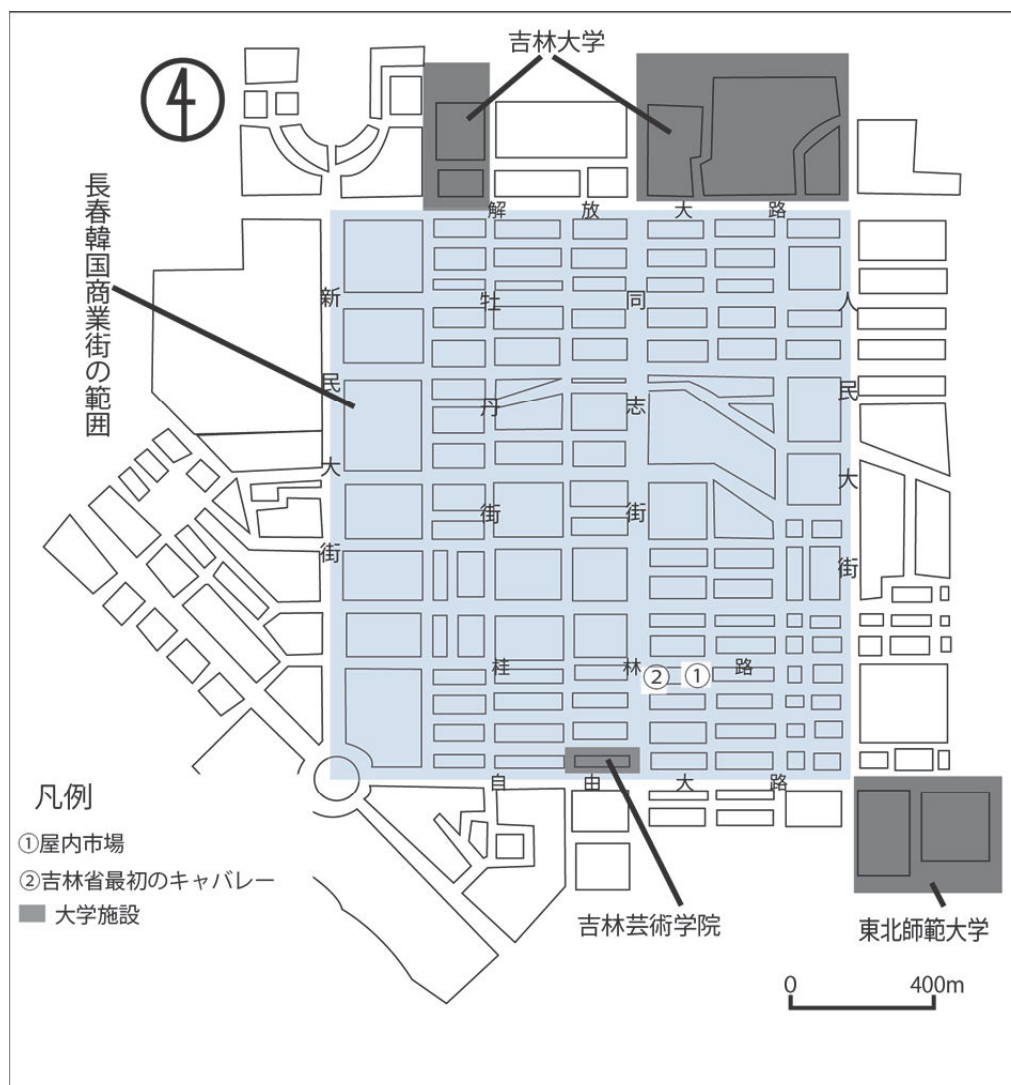 吉林大学
長春韓国商業街の範囲
解放大路
新民大街
牡丹街
同志街
人民大街
桂林路
②
①
自由大路
凡例
①屋内市場
②吉林省最初のキャバレー
大学施設
吉林芸術学院
東北師範大学
0 400m